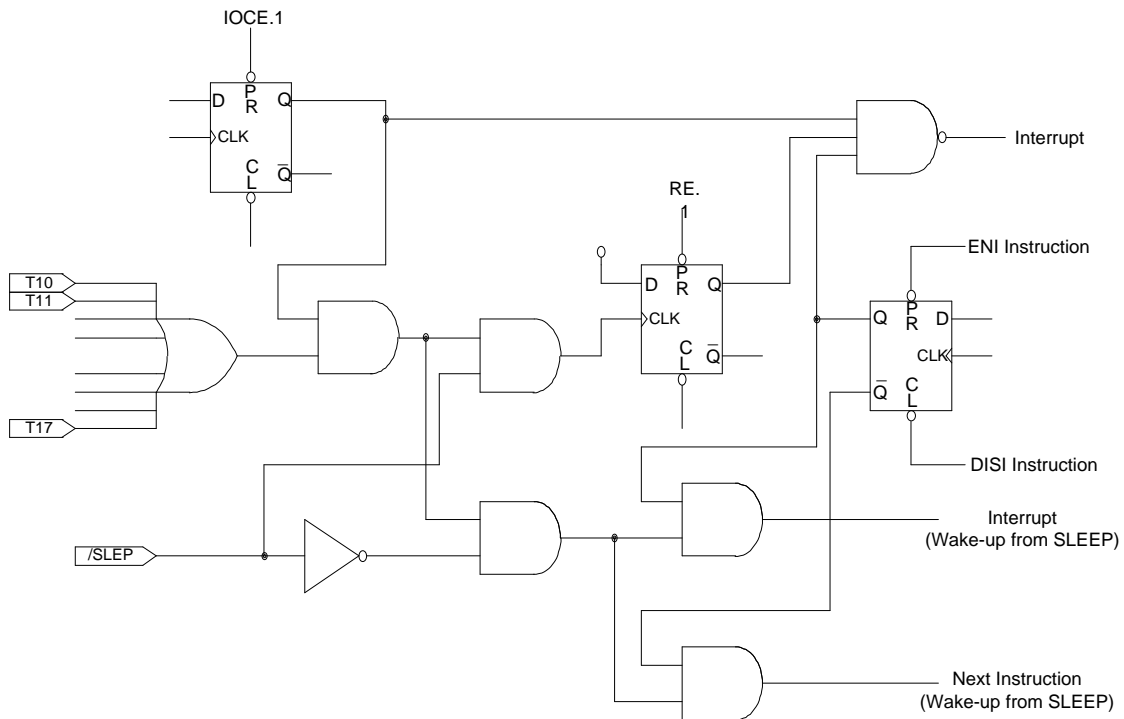 IOCE.1
D
P
R
Q
CLK
C
L
Q
Interrupt
RE.
1
ENI Instruction
T10
T11
D
P
R
Q
CLK
C
L
Q
Q
P
R
D
CLK
Q
C
L
T17
DISI Instruction
/SLEP
Interrupt
(Wake-up from SLEEP)
Next Instruction
(Wake-up from SLEEP)